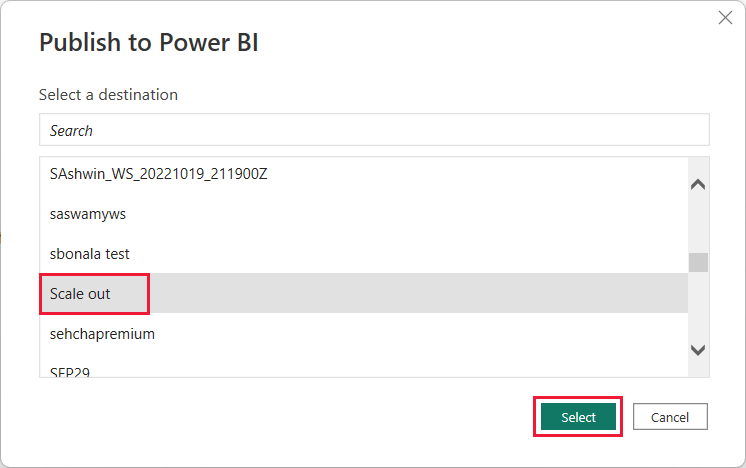 Publish to Power BI
Select a destination
Search
SAshwin_WS_20221019_211900Z
saswamyws
sbonala test
Scale out
sehchapremium
SEP29
Select
Cancel